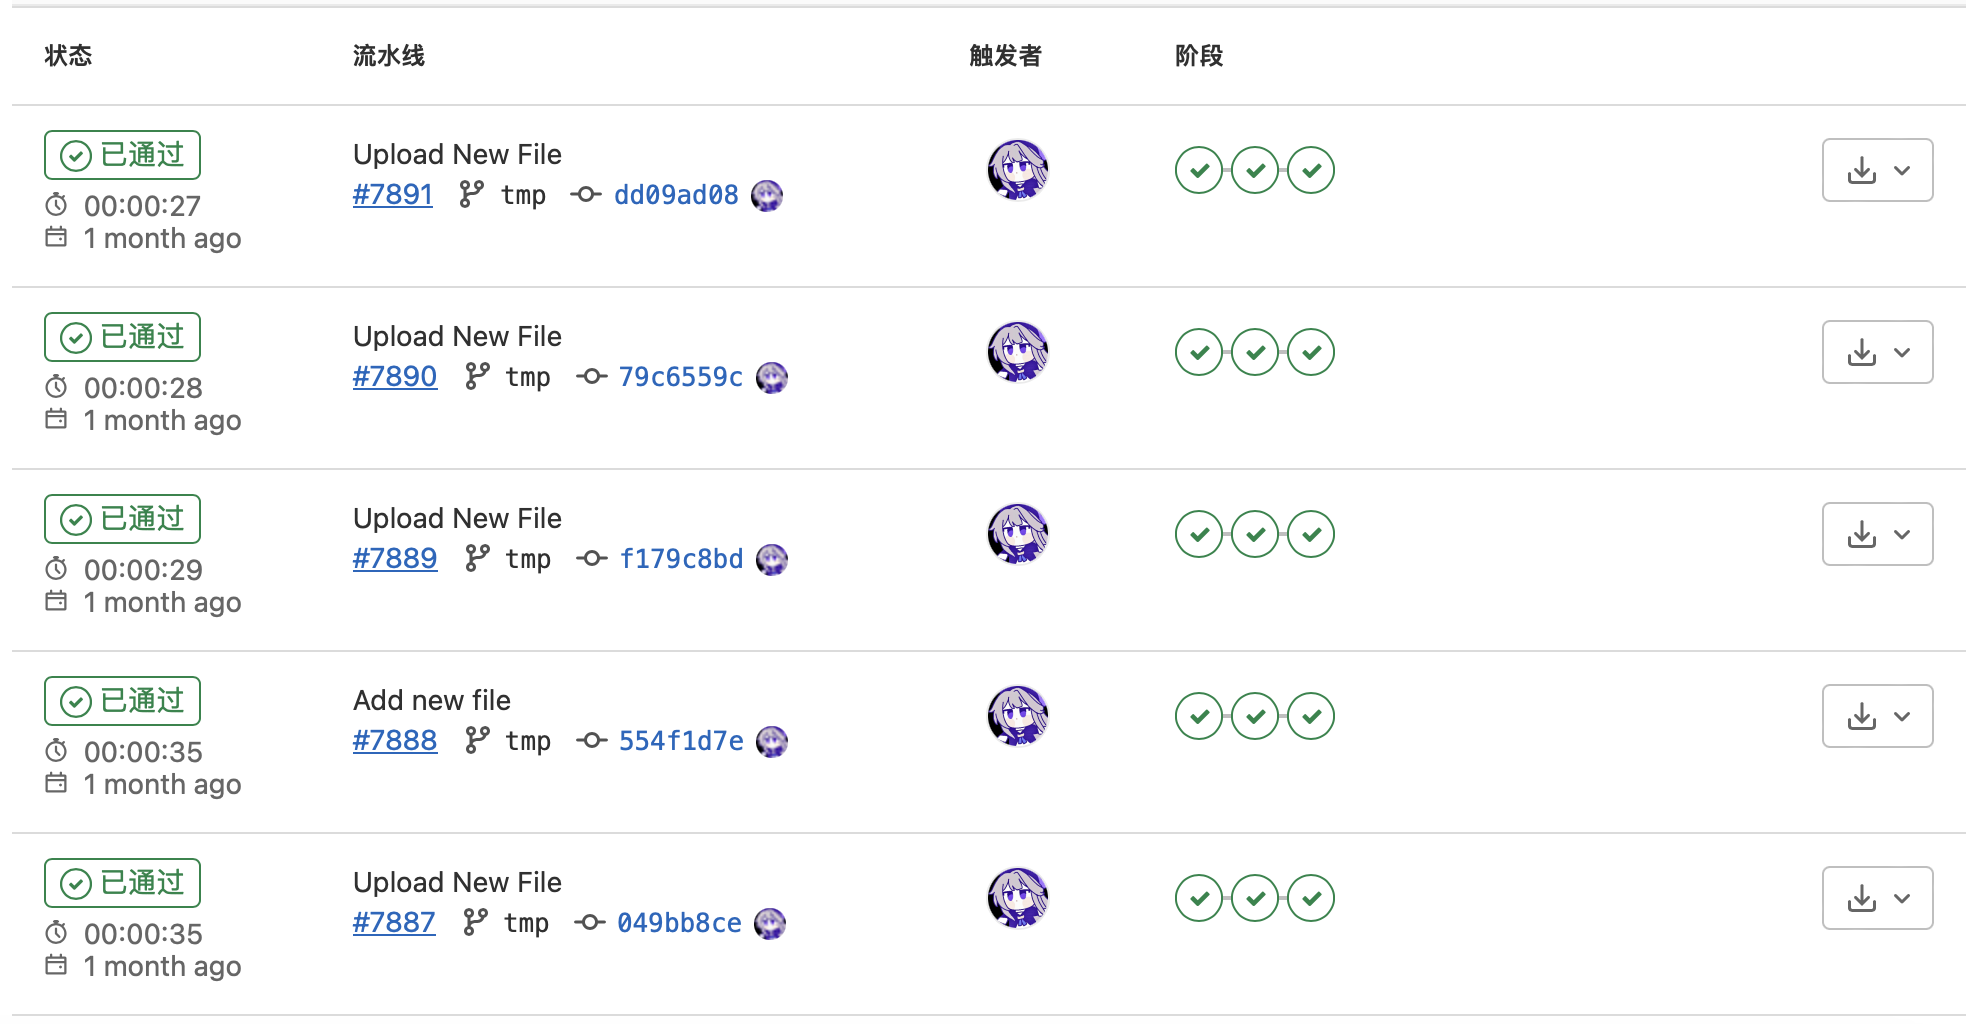 状态 流水线 触发者 阶段
已通过 Upload New File
#7891 tmp dd09ad08
00:00:27
1 month ago
已通过 Upload New File
#7890 tmp 79c6559c
00:00:28
1 month ago
已通过 Upload New File
#7889 tmp f179c8bd
00:00:29
1 month ago
已通过 Add new file
#7888 tmp 554f1d7e
00:00:35
1 month ago
已通过 Upload New File
#7887 tmp 049bb8ce
00:00:35
1 month ago